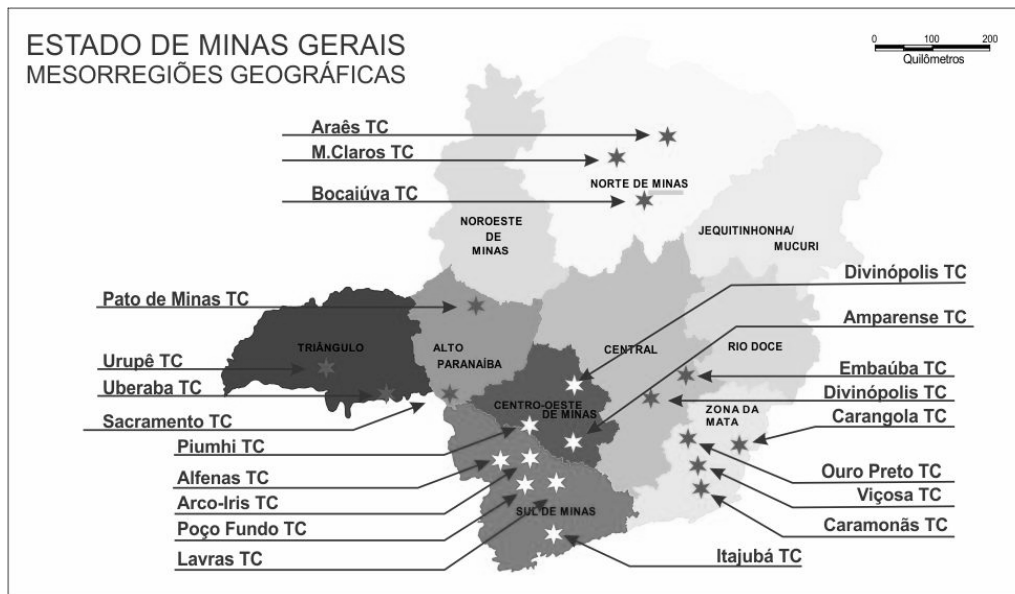 ESTADO DE MINAS GERAIS
MESORREGIÕES GEOGRÁFICAS
0 100 200
Quilômetros
Araês TC
M.Claros TC
Bocaiúva TC
NORTE DE MINAS
NOROESTE
DE
MINAS
JEQUITINHONHA/
MUCURI
Divinópolis TC
Pato de Minas TC
Amparense TC
TRIÂNGULO
ALTO
PARANAÍBA
CENTRAL
RIO DOCE
Urupê TC
Embaúba TC
Uberaba TC
Divinópolis TC
CENTRO-OESTE
DE MINAS
ZONA DA
MATA
Carangola TC
Sacramento TC
Piumhi TC
Ouro Preto TC
Alfenas TC
Viçosa TC
Arco-Iris TC
Poço Fundo TC
SUL DE MINAS
Caramonãs TC
Lavras TC
Itajubá TC